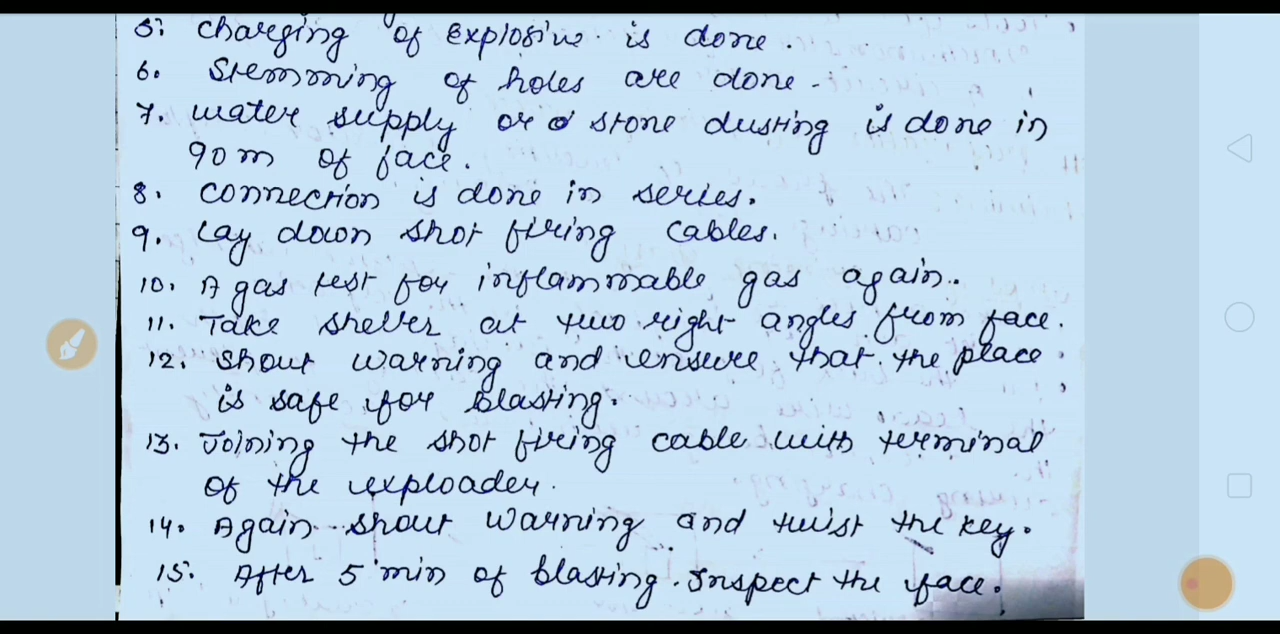 5. Charging of explosive is done.
6. Stemming of holes are done.
7. water supply or stone dusting is done in
90m of face.
8. connection is done in series.
9. Lay down shot firing cables.
10. A gas test for inflammable gas again.
11. Take shelter at two right angles from face.
12. Shout warning and ensure that the place
is safe for blasting.
13. Joining the shot firing cable with terminal
of the exploader.
14. Again shout warning and twist the key.
15. After 5 min of blasting. Inspect the face.